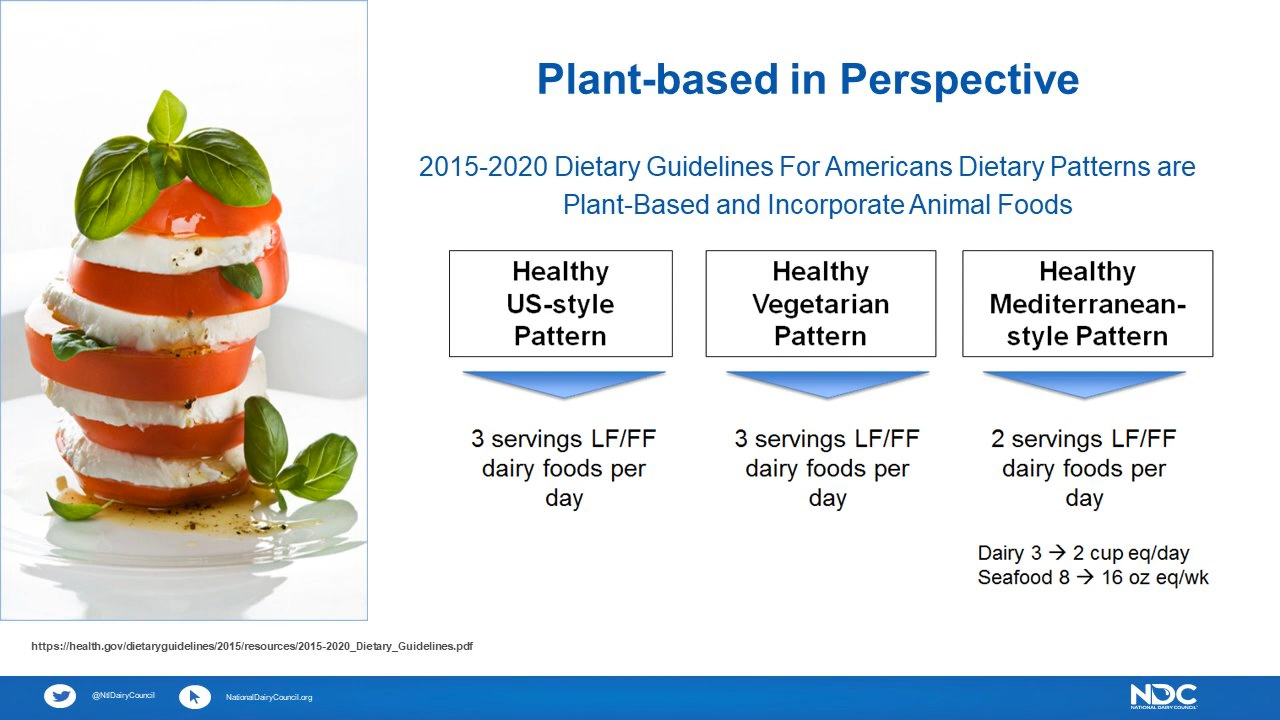 Plant-based in Perspective
2015-2020 Dietary Guidelines For Americans Dietary Patterns are
Plant-Based and Incorporate Animal Foods
Healthy
US-style
Pattern
Healthy
Vegetarian
Pattern
Healthy
Mediterranean-
style Pattern
3 servings LF/FF
dairy foods per
day
3 servings LF/FF
dairy foods per
day
2 servings LF/FF
dairy foods per
day
Dairy 3 → 2 cup eq/day
Seafood 8 → 16 oz eq/wk
https://health.gov/dietaryguidelines/2015/resources/2015-2020_Dietary_Guidelines.pdf
@NtlDairyCouncil
NationalDairyCouncil.org
NDC
NATIONAL DAIRY COUNCIL